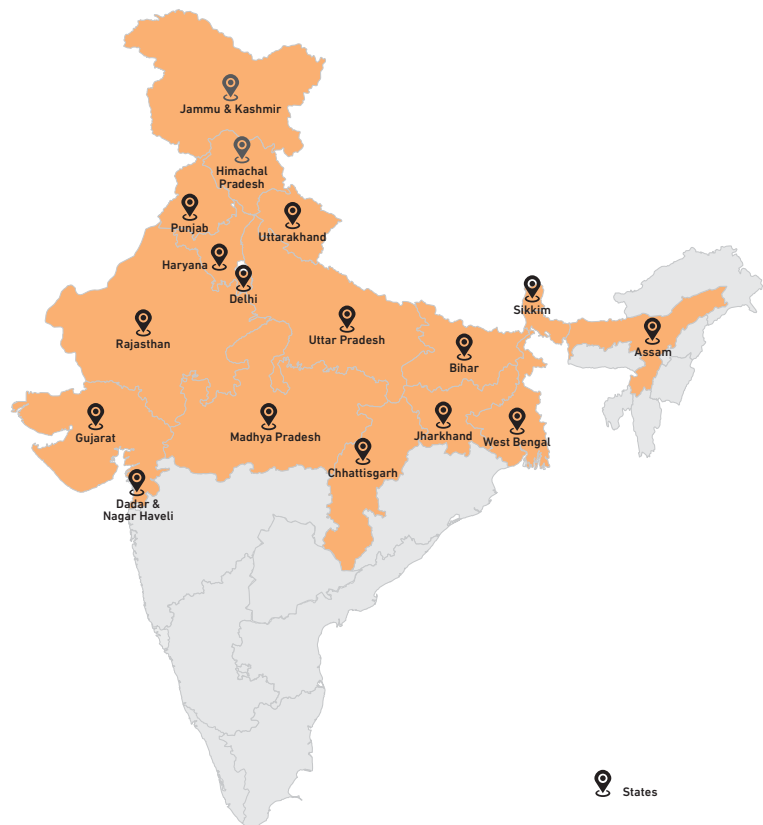 Jammu & Kashmir
Himachal
Pradesh
Punjab
Uttarakhand
Haryana
Delhi
Sikkim
Rajasthan
Uttar Pradesh
Bihar
Assam
Gujarat
Madhya Pradesh
Jharkhand
West Bengal
Chhattisgarh
Dadar &
Nagar Haveli
States